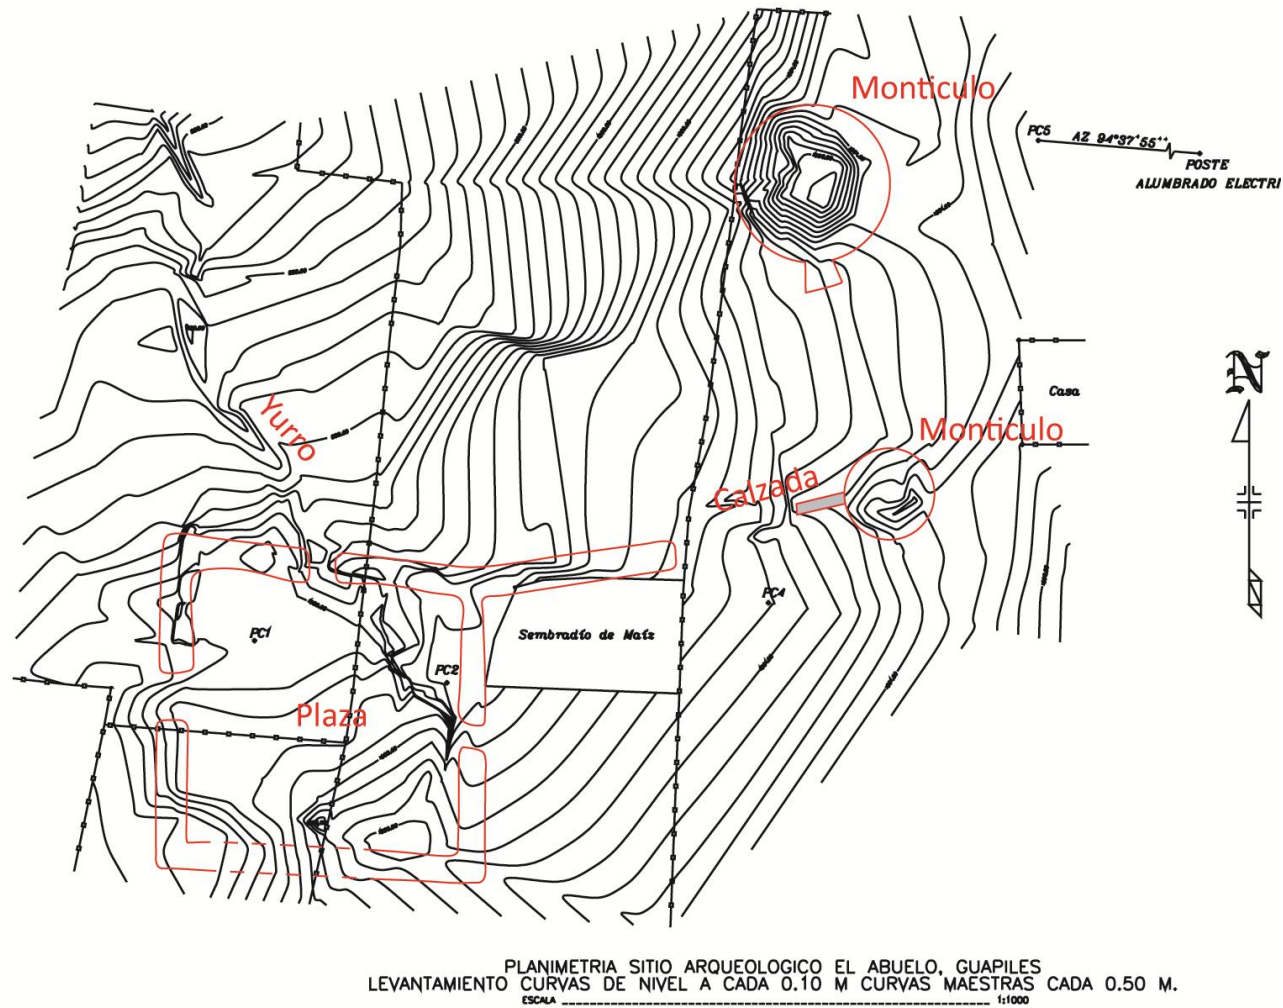 Monticulo
PC5
AZ 94°37'55''
POSTE
ALUMBRADO ELECTRI
Casa
Yurro
Monticulo
Calzada
PC4
PC1
Sembradío de Maíz
PC2
Plaza
N
PLANIMETRIA SITIO ARQUEOLOGICO EL ABUELO, GUAPILES
LEVANTAMIENTO CURVAS DE NIVEL A CADA 0.10 M CURVAS MAESTRAS CADA 0.50 M.
ESCALA 1:1000